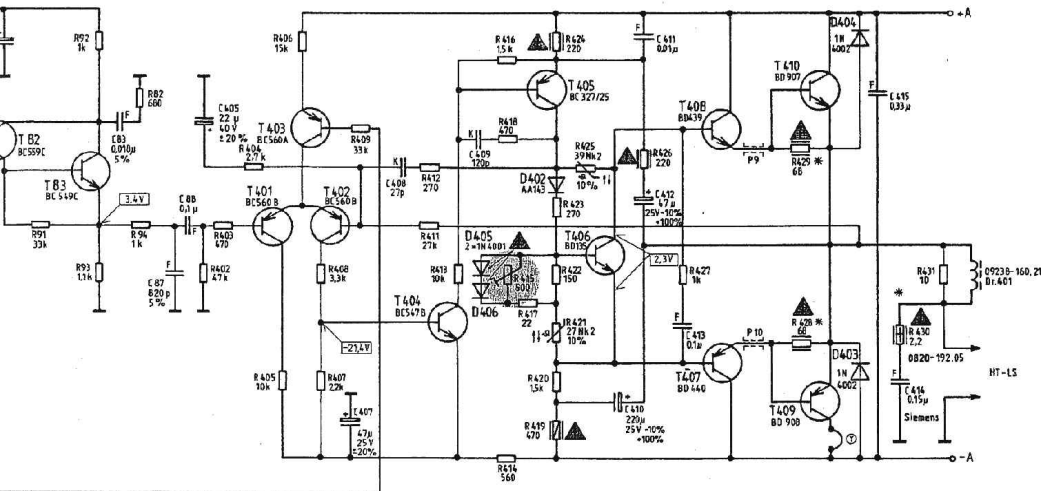 R92
1k
R82
680
F
C83
0,018µ
5%
T82
BC559C
T83
BC549C
3,4V
R91
33k
R94
1k
R93
1,1k
F
C87
820p
5%
C88
0,1µ
F
R402
47k
R403
470
C405
22µ
40V
±20%
R404
2,7k
T401
BC560B
T402
BC560B
T403
BC560A
R406
15k
R409
33k
R408
3,3k
-21,4V
R405
10k
R407
22k
C407
47µ
25V
±20%
K
C408
27p
R412
270
R411
27k
R413
10k
T404
BC547B
R414
560
R416
1,5k
R424
220
T405
BC327/25
R418
470
K
C409
120p
D402
AA143
R423
270
R425
39Nk2
10%
D405
2×1N4001
D406
R415
500
R417
22
R422
150
R421
27Nk2
10%
R420
1,5k
R419
470
T406
BD135
2,3V
C410
220µ
25V -10%
+100%
F
C411
0,01µ
R426
220
C412
47µ
25V-10%
+100%
R427
1k
F
C413
0,1µ
T408
BD439
P9
T407
BD440
P10
T410
BD907
R429 *
68
R428 *
68
T409
BD908
D404
1N
4002
D403
1N
4002
F
C415
0,33µ
R431
10
09238-160,21
Dr.401
*
R430
2,2
0820-192.05
F
C414
0,15µ
Siemens
HT-LS
+A
-A